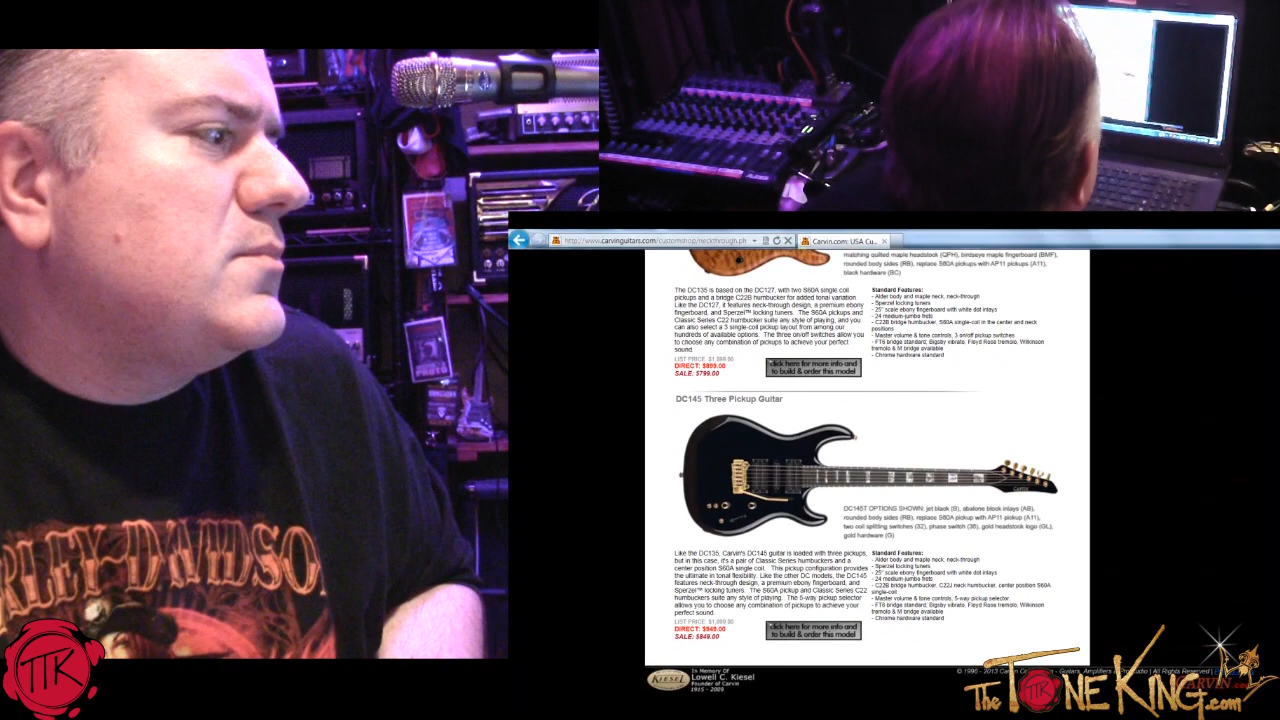 http://www.carvinguitars.com/customshop/neckthrough.ph
Carvin.com: USA Cu...
matching quilted maple headstock (QPH), birdseye maple fingerboard (BMF),
rounded body sides (RB), replace S60A pickups with AP11 pickups (A11),
black hardware (BC)
The DC135 is based on the DC127, with two S60A single coil
pickups and a bridge C22B humbucker for added tonal variation.
Like the DC127, it features neck-through design, a premium ebony
fingerboard, and Sperzel™ locking tuners. The S60A pickups and
Classic Series C22 humbucker suite any style of playing, and you
can also select a 3 single-coil pickup layout from among our
hundreds of available options. The three on/off switches allow you
to choose any combination of pickups to achieve your perfect
sound.
DIRECT: $899.00
SALE: $799.00
click here for more info and
to build & order this model
Standard Features:
- Alder body and maple neck, neck-through
- Sperzel locking tuners
- 25" scale ebony fingerboard with white dot inlays
- 24 medium-jumbo frets
- C22B bridge humbucker, S60A single-coil in the center and neck
positions
- Master volume & tone controls, 3 on/off pickup switches
- FT6 bridge standard; Bigsby vibrato, Floyd Rose tremolo, Wilkinson
tremolo & M bridge available
- Chrome hardware standard
DC145 Three Pickup Guitar
CARVIN
DC145T OPTIONS SHOWN: jet black (B), abalone block inlays (AB),
rounded body sides (RB), replace S60A pickup with AP11 pickup (A11),
two coil splitting switches (32), phase switch (38), gold headstock logo (GL),
gold hardware (G)
Like the DC135, Carvin's DC145 guitar is loaded with three pickups,
but in this case, it's a pair of Classic Series humbuckers and a
center position S60A single coil. This pickup configuration provides
the ultimate in tonal flexibility. Like the other DC models, the DC145
features neck-through design, a premium ebony fingerboard, and
Sperzel™ locking tuners. The S60A pickup and Classic Series C22
humbuckers suite any style of playing. The 5-way pickup selector
allows you to choose any combination of pickups to achieve your
perfect sound.
LIST PRICE:
DIRECT: $949.00
SALE: $849.00
click here for more info and
to build & order this model
Standard Features:
- Alder body and maple neck, neck-through
- Sperzel locking tuners
- 25" scale ebony fingerboard with white dot inlays
- 24 medium-jumbo frets
- C22B bridge humbucker, C22J neck humbucker, center position S60A
single-coil
- Master volume & tone controls, 5-way pickup selector
- FT6 bridge standard; Bigsby vibrato, Floyd Rose tremolo, Wilkinson
tremolo & M bridge available
- Chrome hardware standard
KIESEL
In Memory Of
Lowell C. Kiesel
Founder of Carvin
1915 - 2009
© 1996 - 2013 Carvin
Guitars, Amplifiers &
All Rights Reserved
TK
The Tone King.com
TK